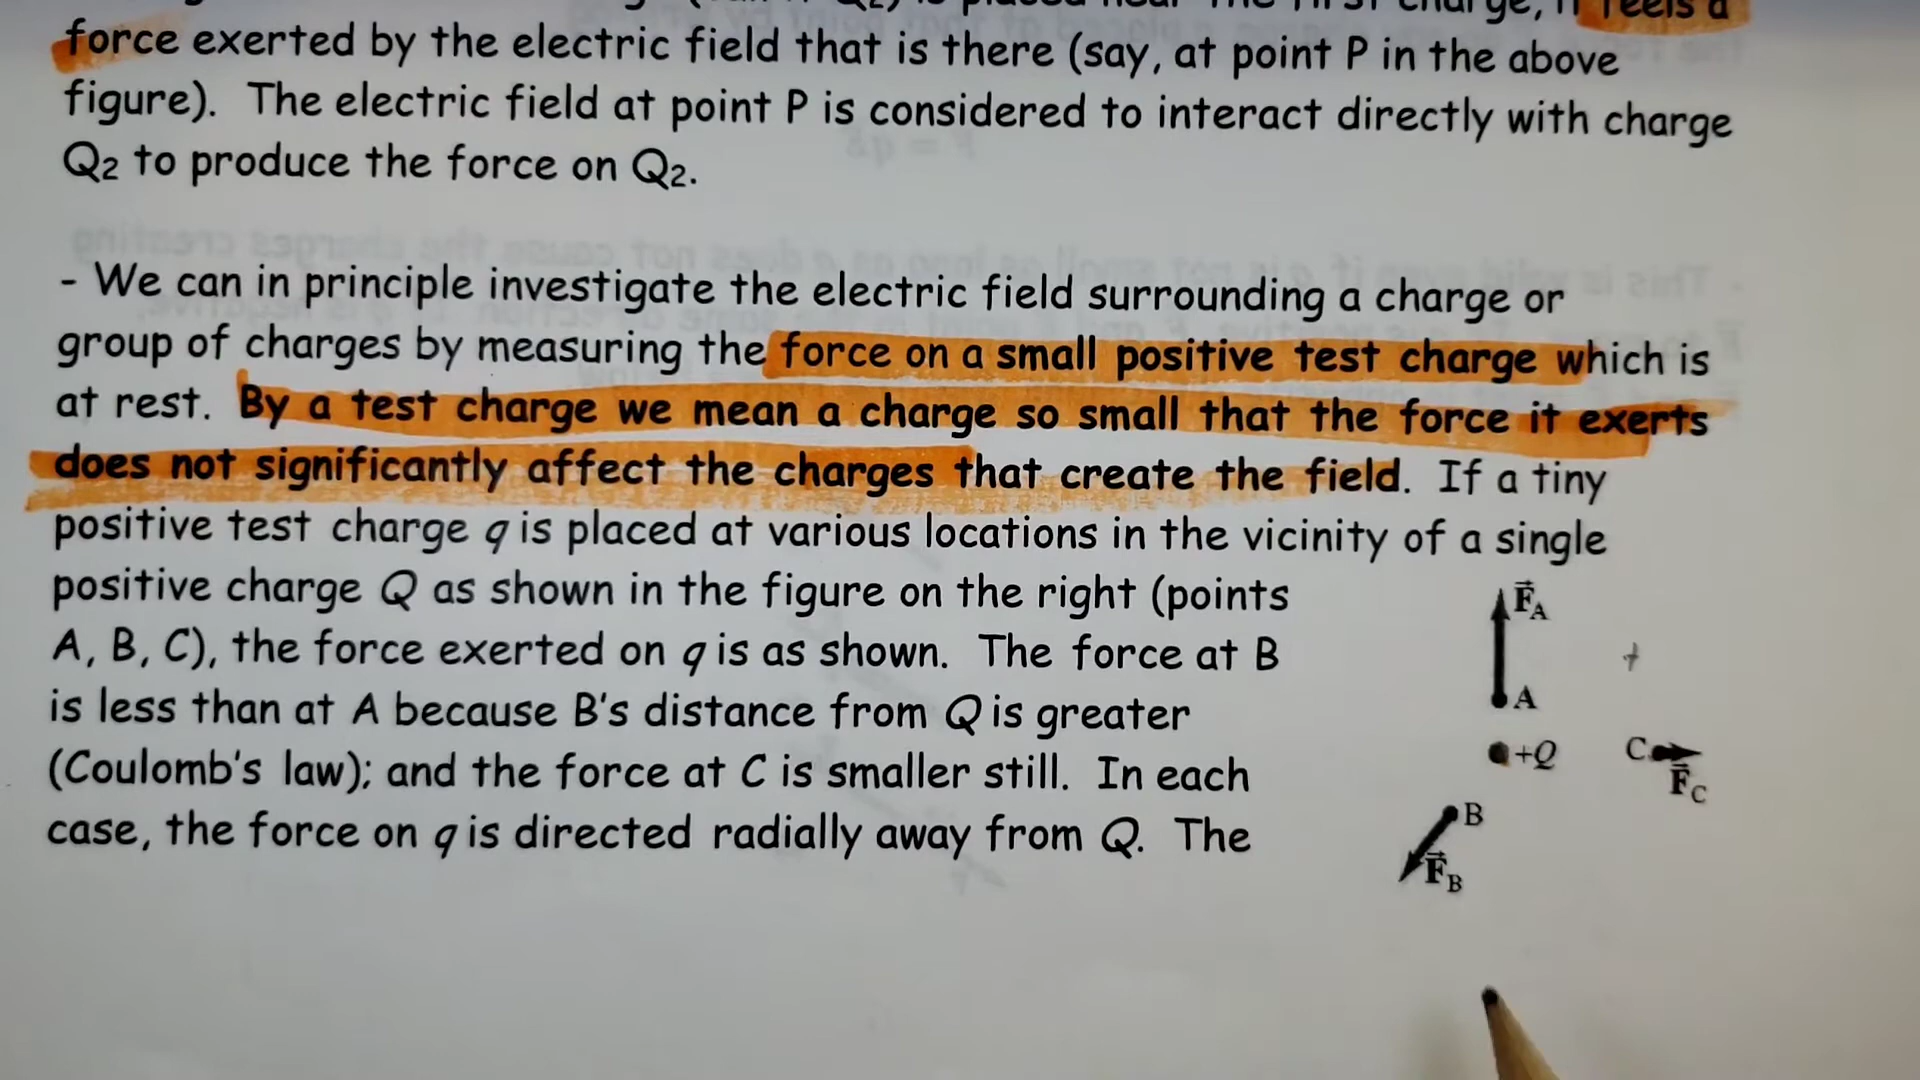 force exerted by the electric field that is there (say, at point P in the above
figure). The electric field at point P is considered to interact directly with charge
Q2 to produce the force on Q2.
- We can in principle investigate the electric field surrounding a charge or
group of charges by measuring the force on a small positive test charge which is
at rest. By a test charge we mean a charge so small that the force it exerts
does not significantly affect the charges that create the field. If a tiny
positive test charge q is placed at various locations in the vicinity of a single
positive charge Q as shown in the figure on the right (points
A, B, C), the force exerted on q is as shown. The force at B
is less than at A because B's distance from Q is greater
(Coulomb's law); and the force at C is smaller still. In each
case, the force on q is directed radially away from Q. The
F⃗A
+
A
+Q
C
F⃗C
B
F⃗B